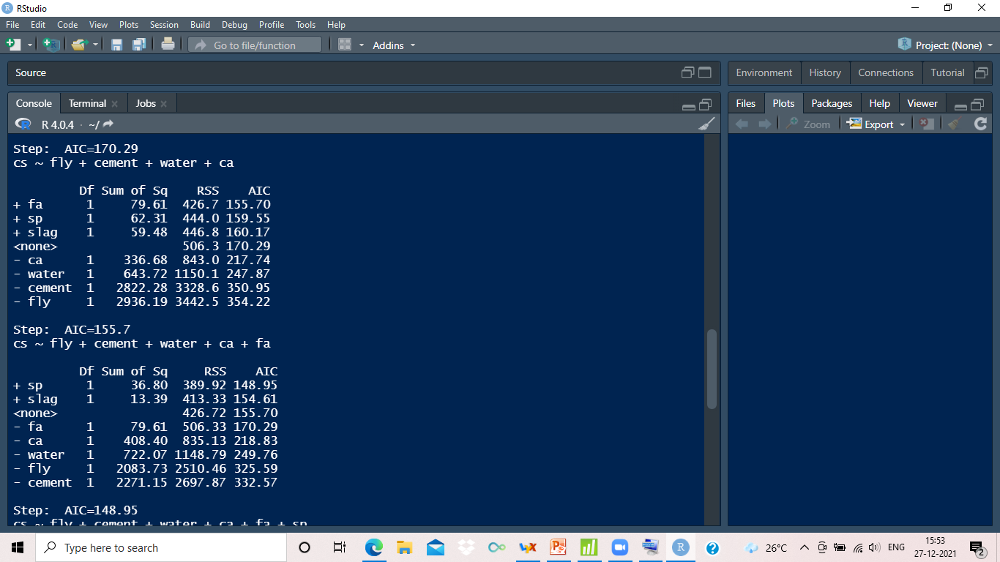 RStudio
File Edit Code View Plots Session Build Debug Profile Tools Help
Go to file/function Addins Project: (None)
Source
Environment History Connections Tutorial
Console Terminal Jobs
Files Plots Packages Help Viewer
R 4.0.4 · ~/
Zoom Export
Step:  AIC=170.29
cs ~ fly + cement + water + ca
         Df Sum of Sq    RSS    AIC
+ fa      1     79.61  426.7 155.70
+ sp      1     62.31  444.0 159.55
+ slag    1     59.48  446.8 160.17
<none>                 506.3 170.29
- ca      1    336.68  843.0 217.74
- water   1    643.72 1150.1 247.87
- cement  1   2822.28 3328.6 350.95
- fly     1   2936.19 3442.5 354.22
Step:  AIC=155.7
cs ~ fly + cement + water + ca + fa
         Df Sum of Sq     RSS    AIC
+ sp      1     36.80  389.92 148.95
+ slag    1     13.39  413.33 154.61
<none>                 426.72 155.70
- fa      1     79.61  506.33 170.29
- ca      1    408.40  835.13 218.83
- water   1    722.07 1148.79 249.76
- fly     1   2083.73 2510.46 325.59
- cement  1   2271.15 2697.87 332.57
Step:  AIC=148.95
cs ~ fly + cement + water + ca + fa + sp
Type here to search
26°C ENG 15:53
27-12-2021 2